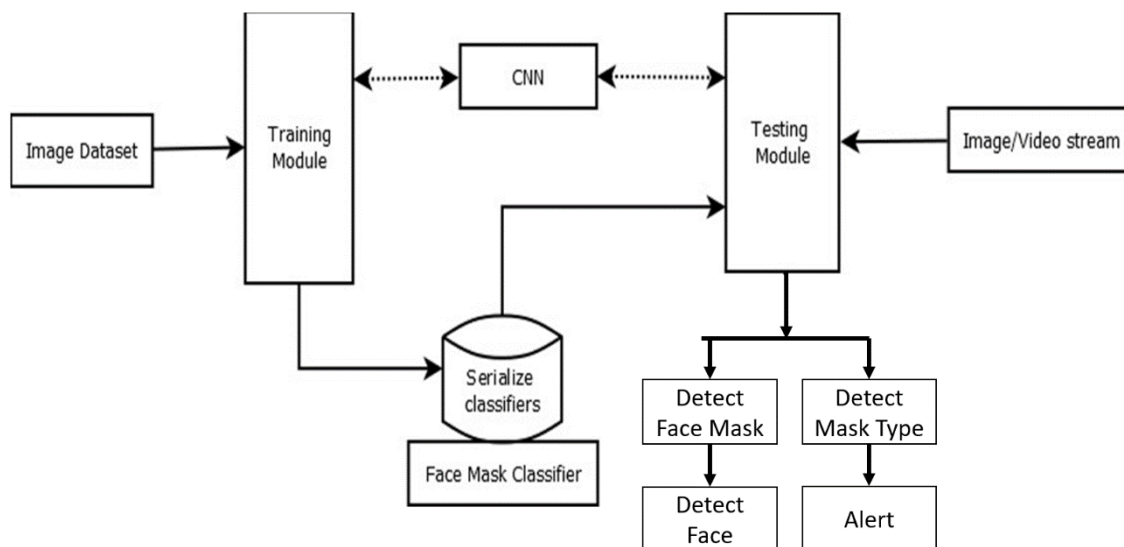 CNN
Image Dataset
Training
Module
Testing
Module
Image/Video stream
Serialize
classifiers
Face Mask Classifier
Detect
Face Mask
Detect
Mask Type
Detect
Face
Alert